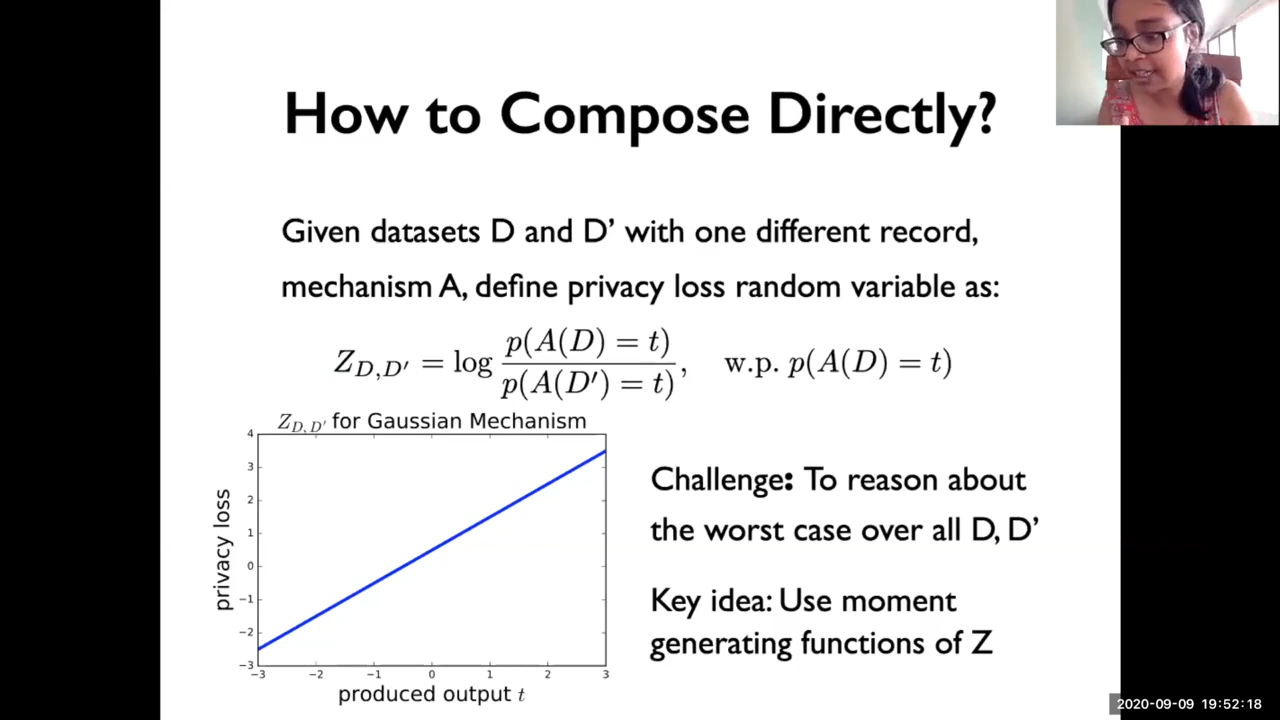 How to Compose Directly?
Given datasets D and D’ with one different record,
mechanism A, define privacy loss random variable as:
Z_{D,D'} = log p(A(D) = t) / p(A(D') = t), w.p. p(A(D) = t)
Z_{D,D'} for Gaussian Mechanism
4
3
2
1
0
−1
−2
−3
privacy loss
−3 −2 −1 0 1 2 3
produced output t
Challenge: To reason about
the worst case over all D, D’
Key idea: Use moment
generating functions of Z
2020-09-09 19:52:18